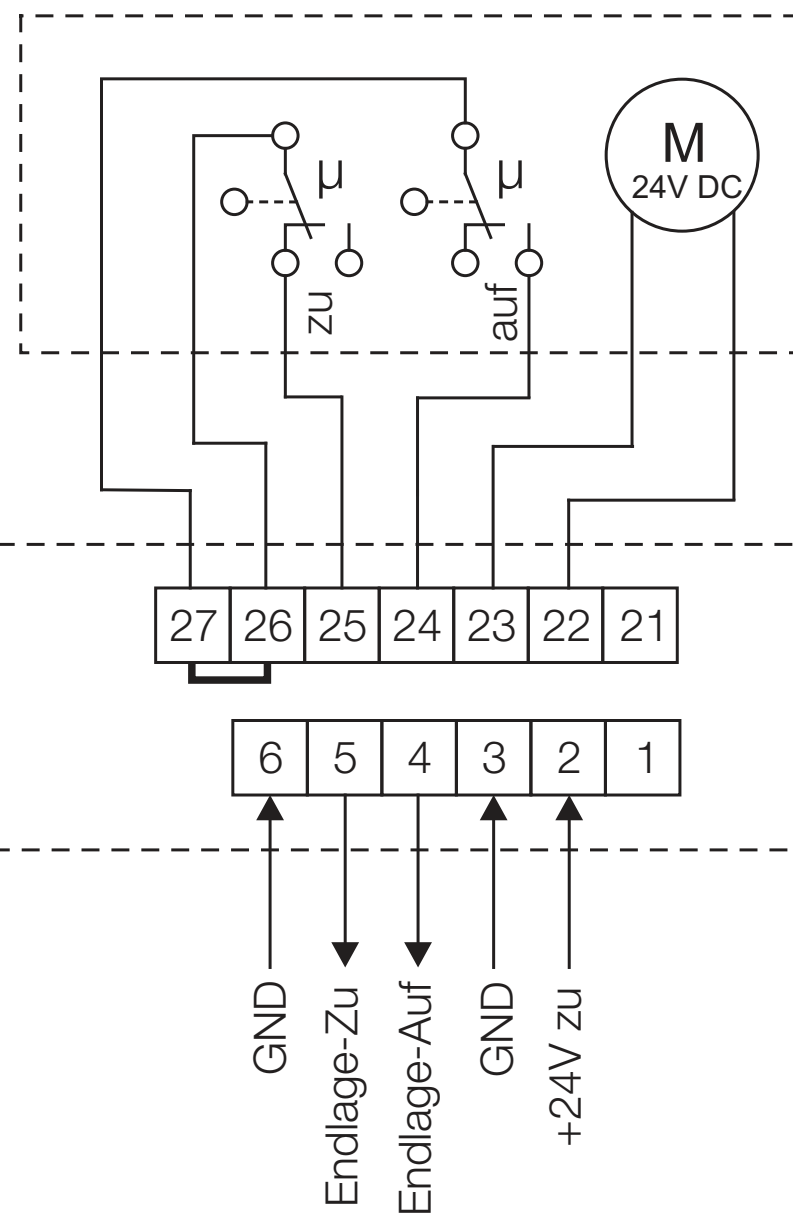 M
24V DC
µ
µ
zu
auf
27 26 25 24 23 22 21
6 5 4 3 2 1
GND
Endlage-Zu
Endlage-Auf
GND
+24V zu